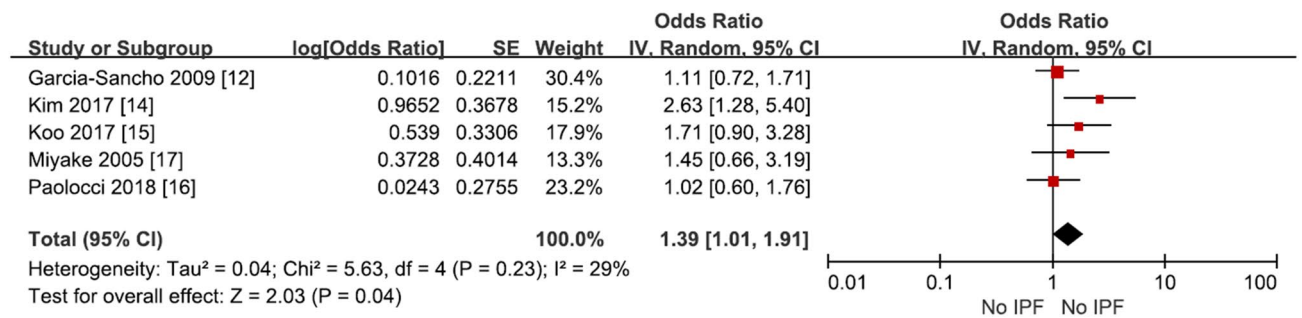 Odds Ratio Odds Ratio
Study or Subgroup log[Odds Ratio] SE Weight IV, Random, 95% CI IV, Random, 95% CI
Garcia-Sancho 2009 [12] 0.1016 0.2211 30.4% 1.11 [0.72, 1.71]
Kim 2017 [14] 0.9652 0.3678 15.2% 2.63 [1.28, 5.40]
Koo 2017 [15] 0.539 0.3306 17.9% 1.71 [0.90, 3.28]
Miyake 2005 [17] 0.3728 0.4014 13.3% 1.45 [0.66, 3.19]
Paolocci 2018 [16] 0.0243 0.2755 23.2% 1.02 [0.60, 1.76]
Total (95% CI) 100.0% 1.39 [1.01, 1.91]
Heterogeneity: Tau² = 0.04; Chi² = 5.63, df = 4 (P = 0.23); I² = 29%
Test for overall effect: Z = 2.03 (P = 0.04)
0.01 0.1 1 10 100
No IPF No IPF